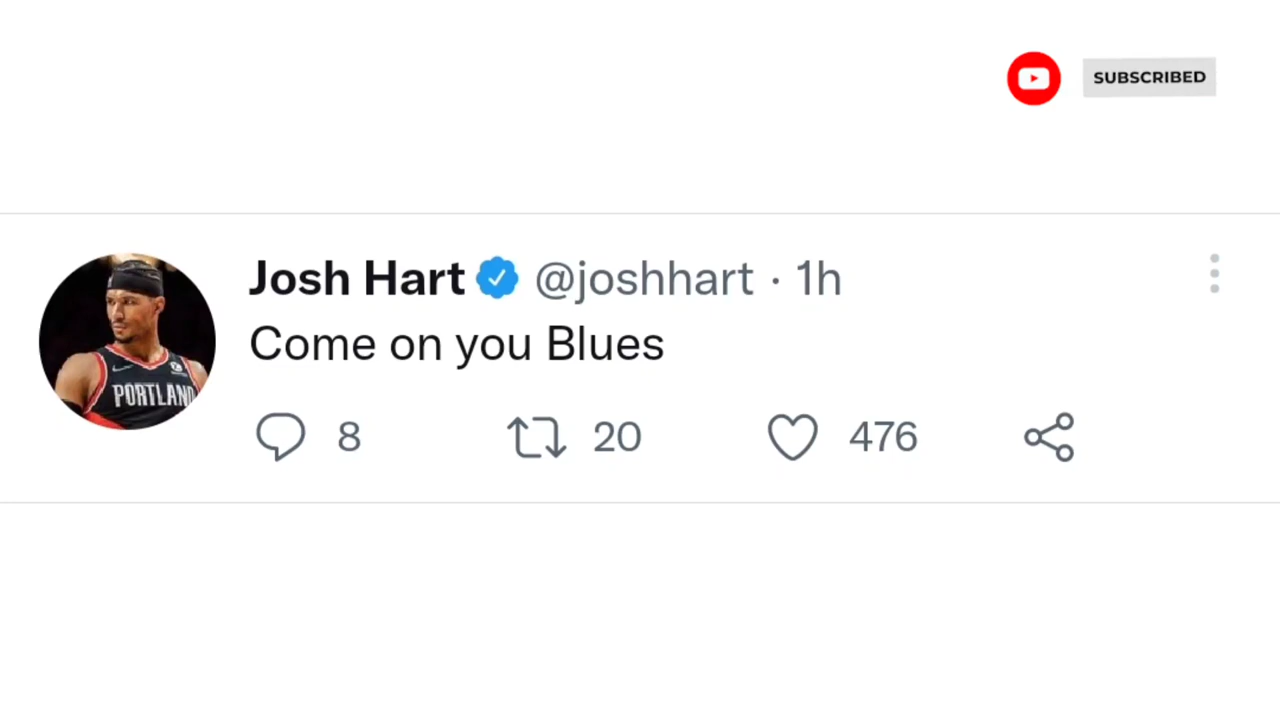 SUBSCRIBED
Josh Hart @joshhart · 1h
Come on you Blues
8 20 476
PORTLAND